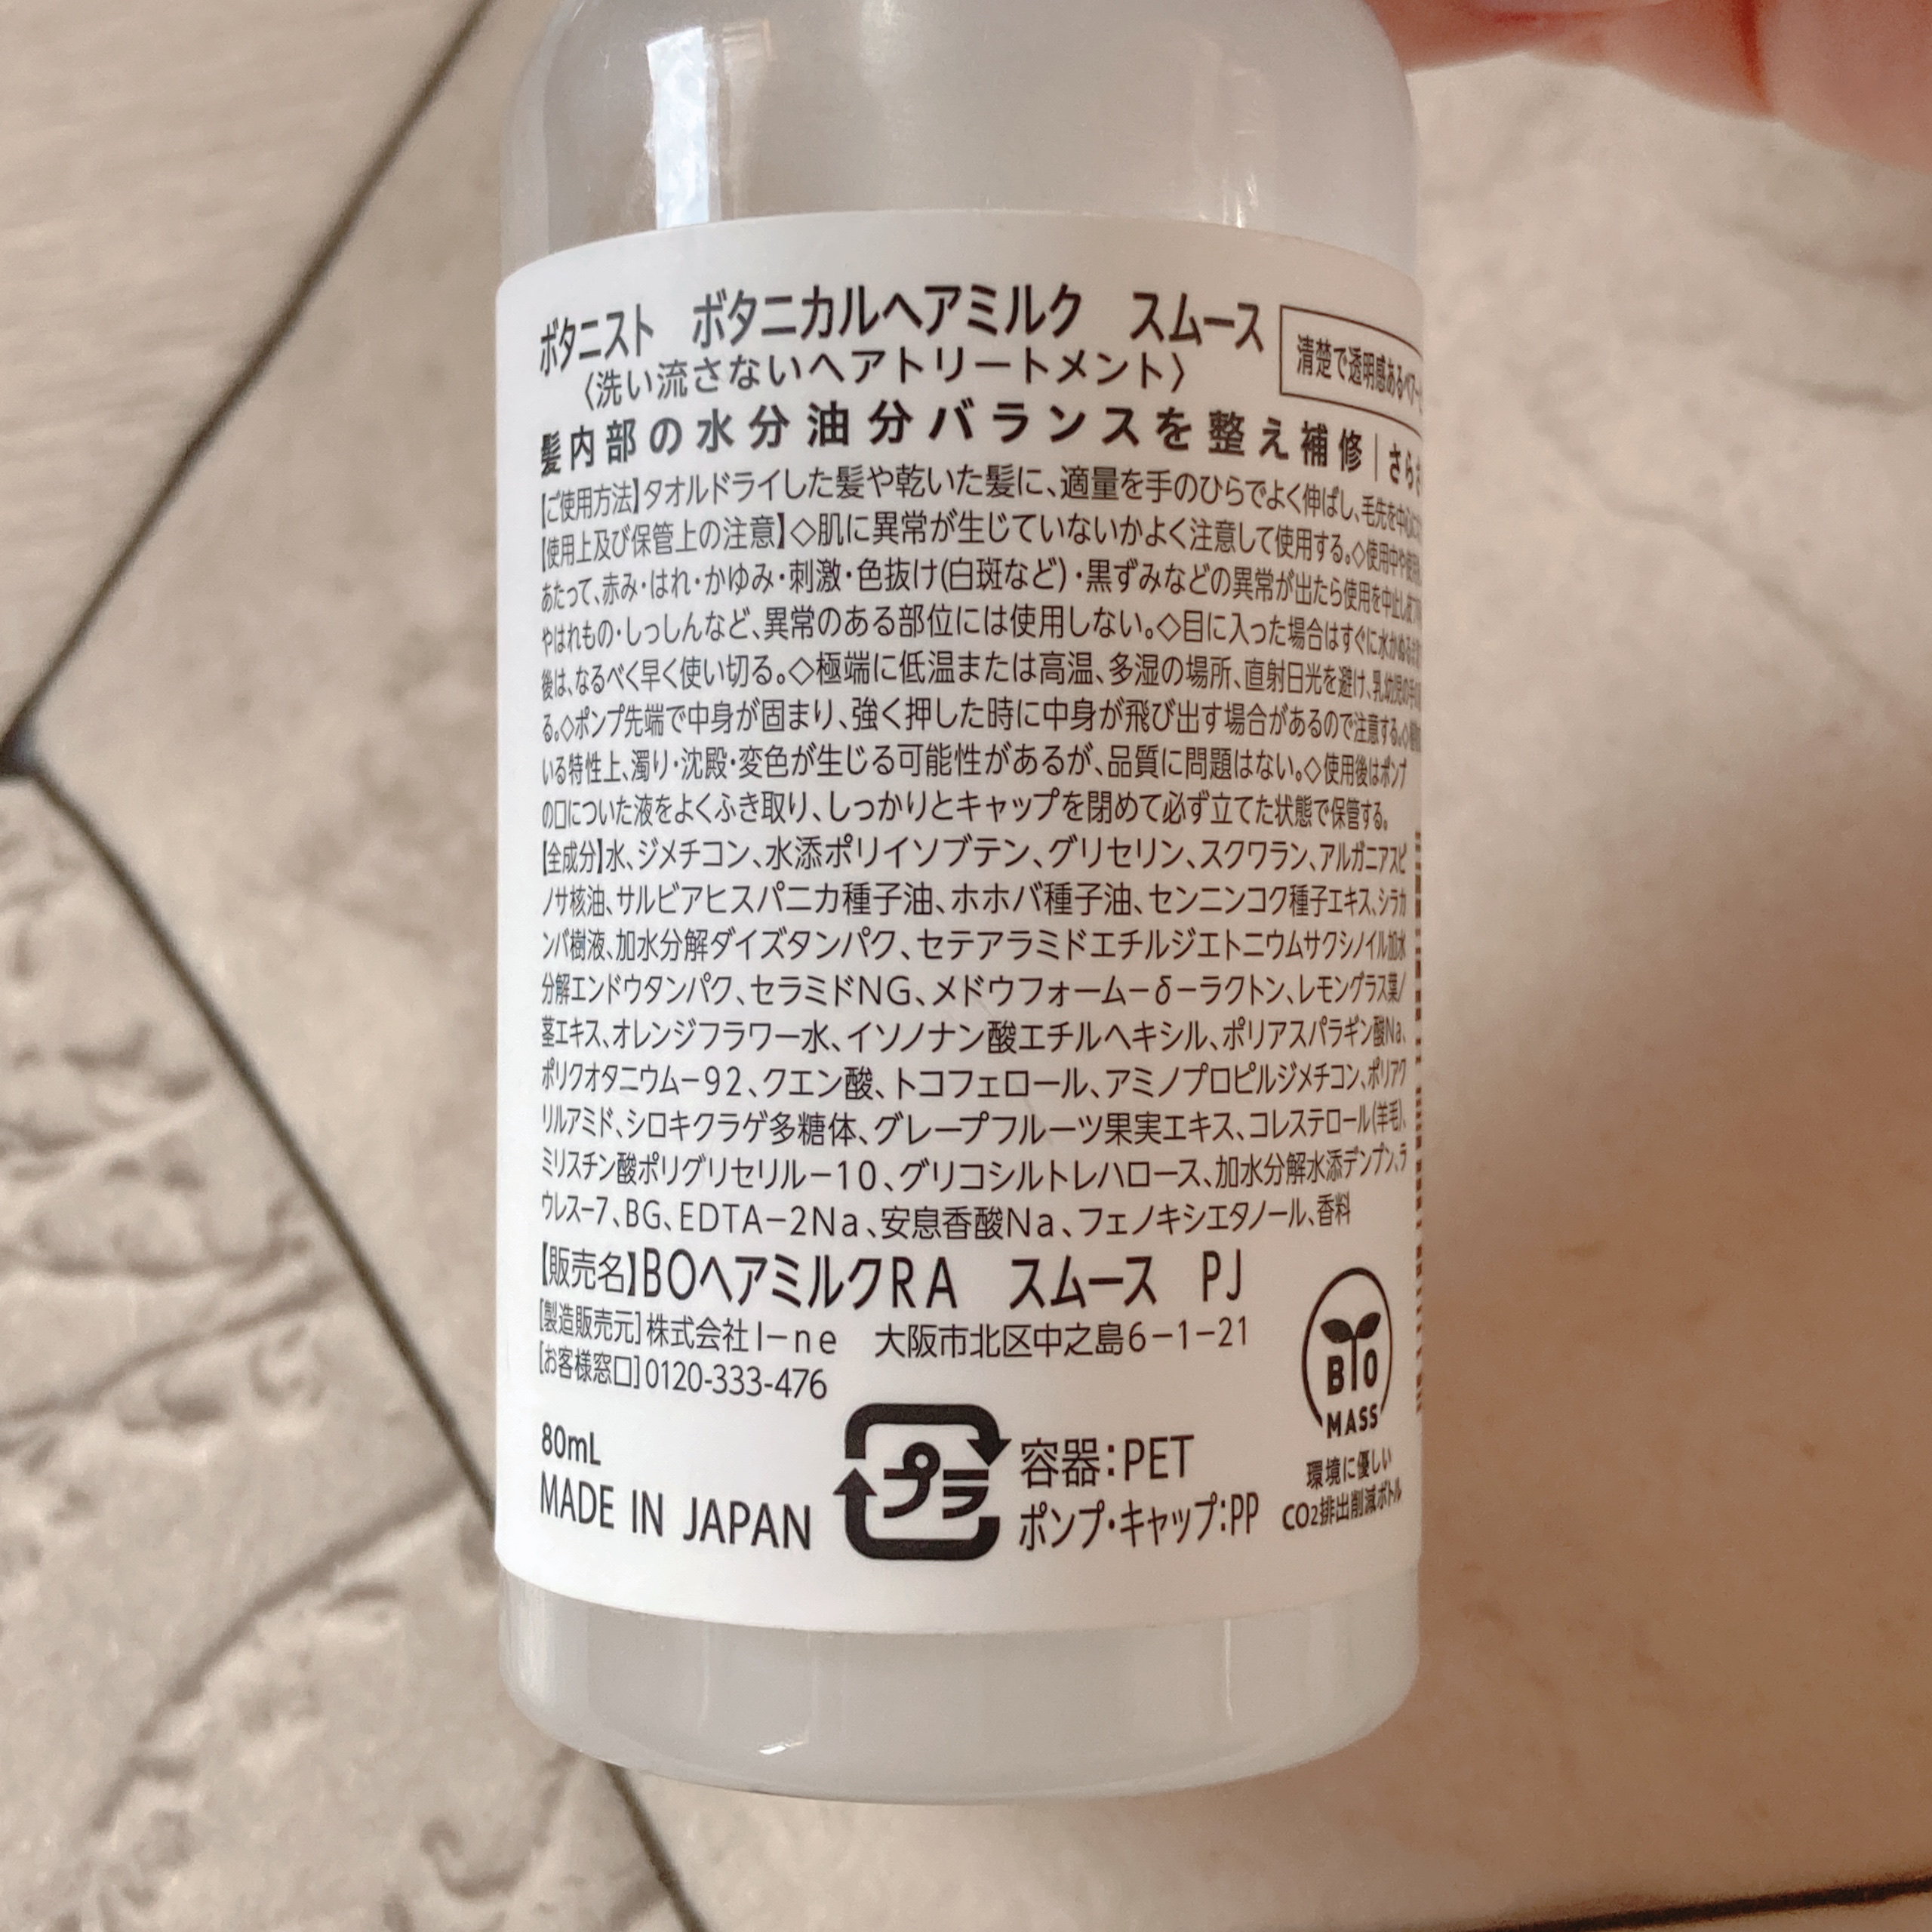 ボタニスト ボタニカルヘアミルク スムース
清楚で透明感ある
〈洗い流さないヘアトリートメント〉
髪内部の水分油分バランスを整え補修｜さら
【ご使用方法】タオルドライした髪や乾いた髪に、適量を手のひらでよく伸ばし、毛先を中心に
【使用上及び保管上の注意】◇肌に異常が生じていないかよく注意して使用する。◇使用中や使用
あたって、赤み・はれ・かゆみ・刺激・色抜け(白斑など)・黒ずみなどの異常が出たら使用を中止し
やはれもの・しっしんなど、異常のある部位には使用しない。◇目に入った場合はすぐに水かぬるま
後は、なるべく早く使い切る。◇極端に低温または高温、多湿の場所、直射日光を避け、乳幼児の手の
る。◇ポンプ先端で中身が固まり、強く押した時に中身が飛び出す場合があるので注意する。◇
いる特性上、濁り・沈殿・変色が生じる可能性があるが、品質に問題はない。◇使用後はポンプ
の口についた液をよくふき取り、しっかりとキャップを閉めて必ず立てた状態で保管する。
【全成分】水、ジメチコン、水添ポリイソブテン、グリセリン、スクワラン、アルガニアスピ
ノサ核油、サルビアヒスパニカ種子油、ホホバ種子油、センニンコク種子エキス、シラカ
ンバ樹液、加水分解ダイズタンパク、セテアラミドエチルジエトニウムサクシノイル加水
分解エンドウタンパク、セラミドNG、メドウフォーム－δ－ラクトン、レモングラス葉/
茎エキス、オレンジフラワー水、イソノナン酸エチルヘキシル、ポリアスパラギン酸Na、
ポリクオタニウム－92、クエン酸、トコフェロール、アミノプロピルジメチコン、ポリアク
リルアミド、シロキクラゲ多糖体、グレープフルーツ果実エキス、コレステロール(羊毛)、
ミリスチン酸ポリグリセリル－10、グリコシルトレハロース、加水分解水添デンプン、ラ
ウレス－7、BG、EDTA－2Na、安息香酸Na、フェノキシエタノール、香料
【販売名】BOヘアミルクRA スムース PJ
[製造販売元]株式会社I－ne 大阪市北区中之島6－1－21
[お客様窓口]0120-333-476
80mL
MADE IN JAPAN
プラ
容器：PET
ポンプ・キャップ：PP
BIO
MASS
環境に優しい
CO2排出削減ボトル